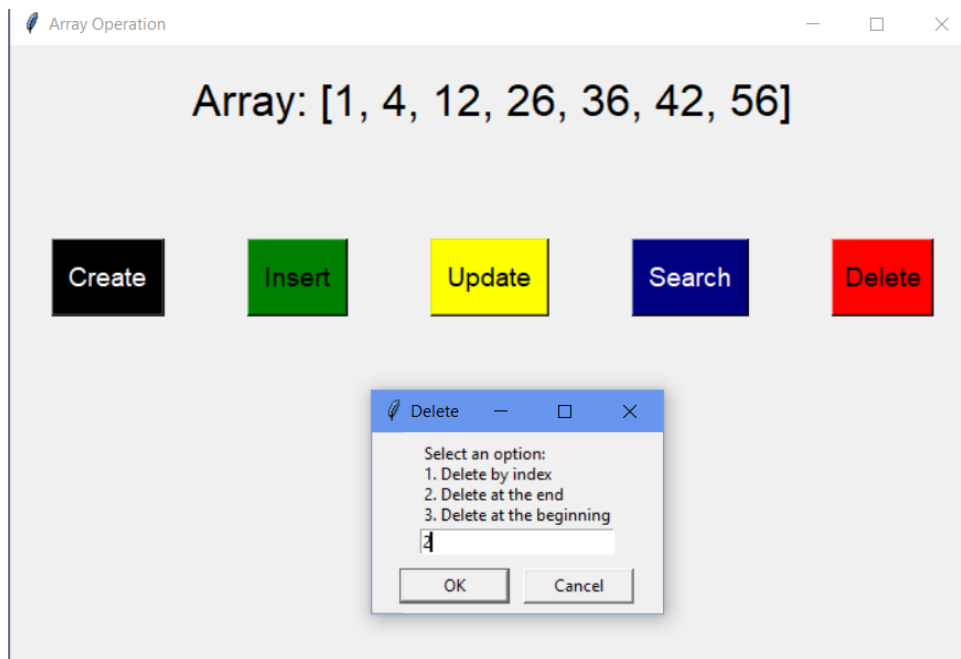 Array Operation
Array: [1, 4, 12, 26, 36, 42, 56]
Create Insert Update Search Delete
Delete
Select an option:
1. Delete by index
2. Delete at the end
3. Delete at the beginning
2
OK Cancel